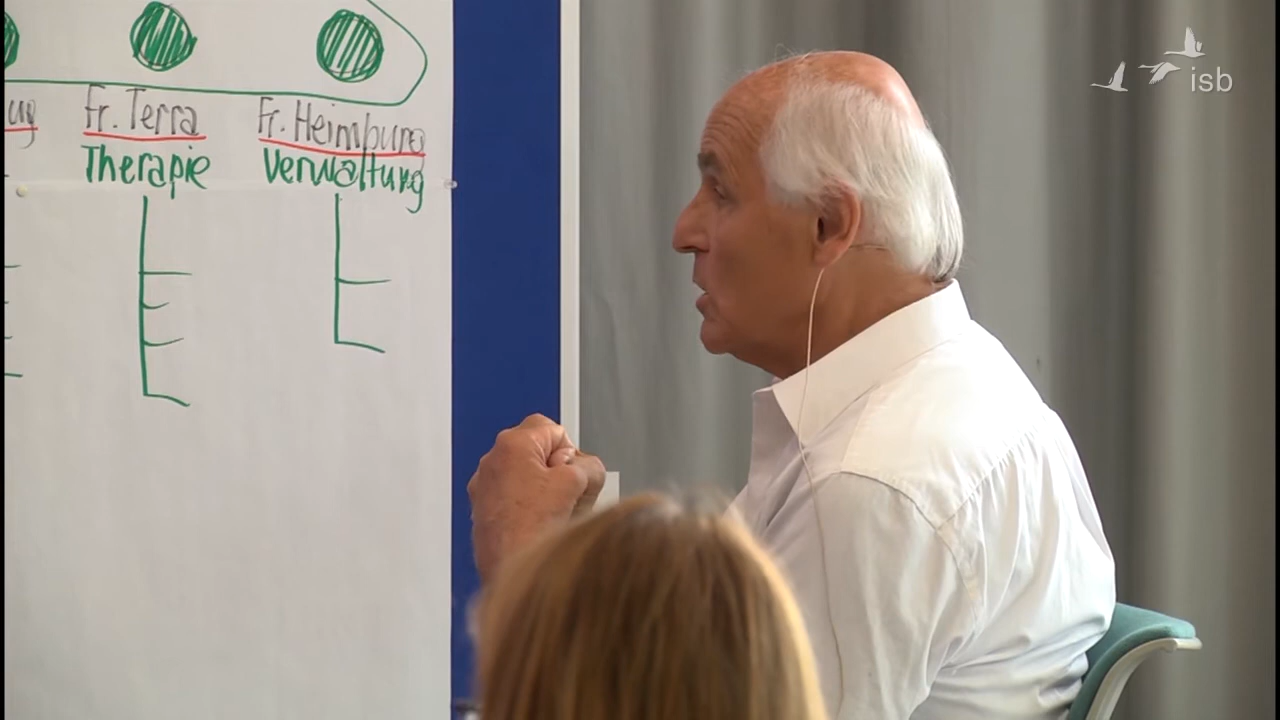 isb
Fr. Terra
Fr. Heimburg
Therapie
Verwaltung